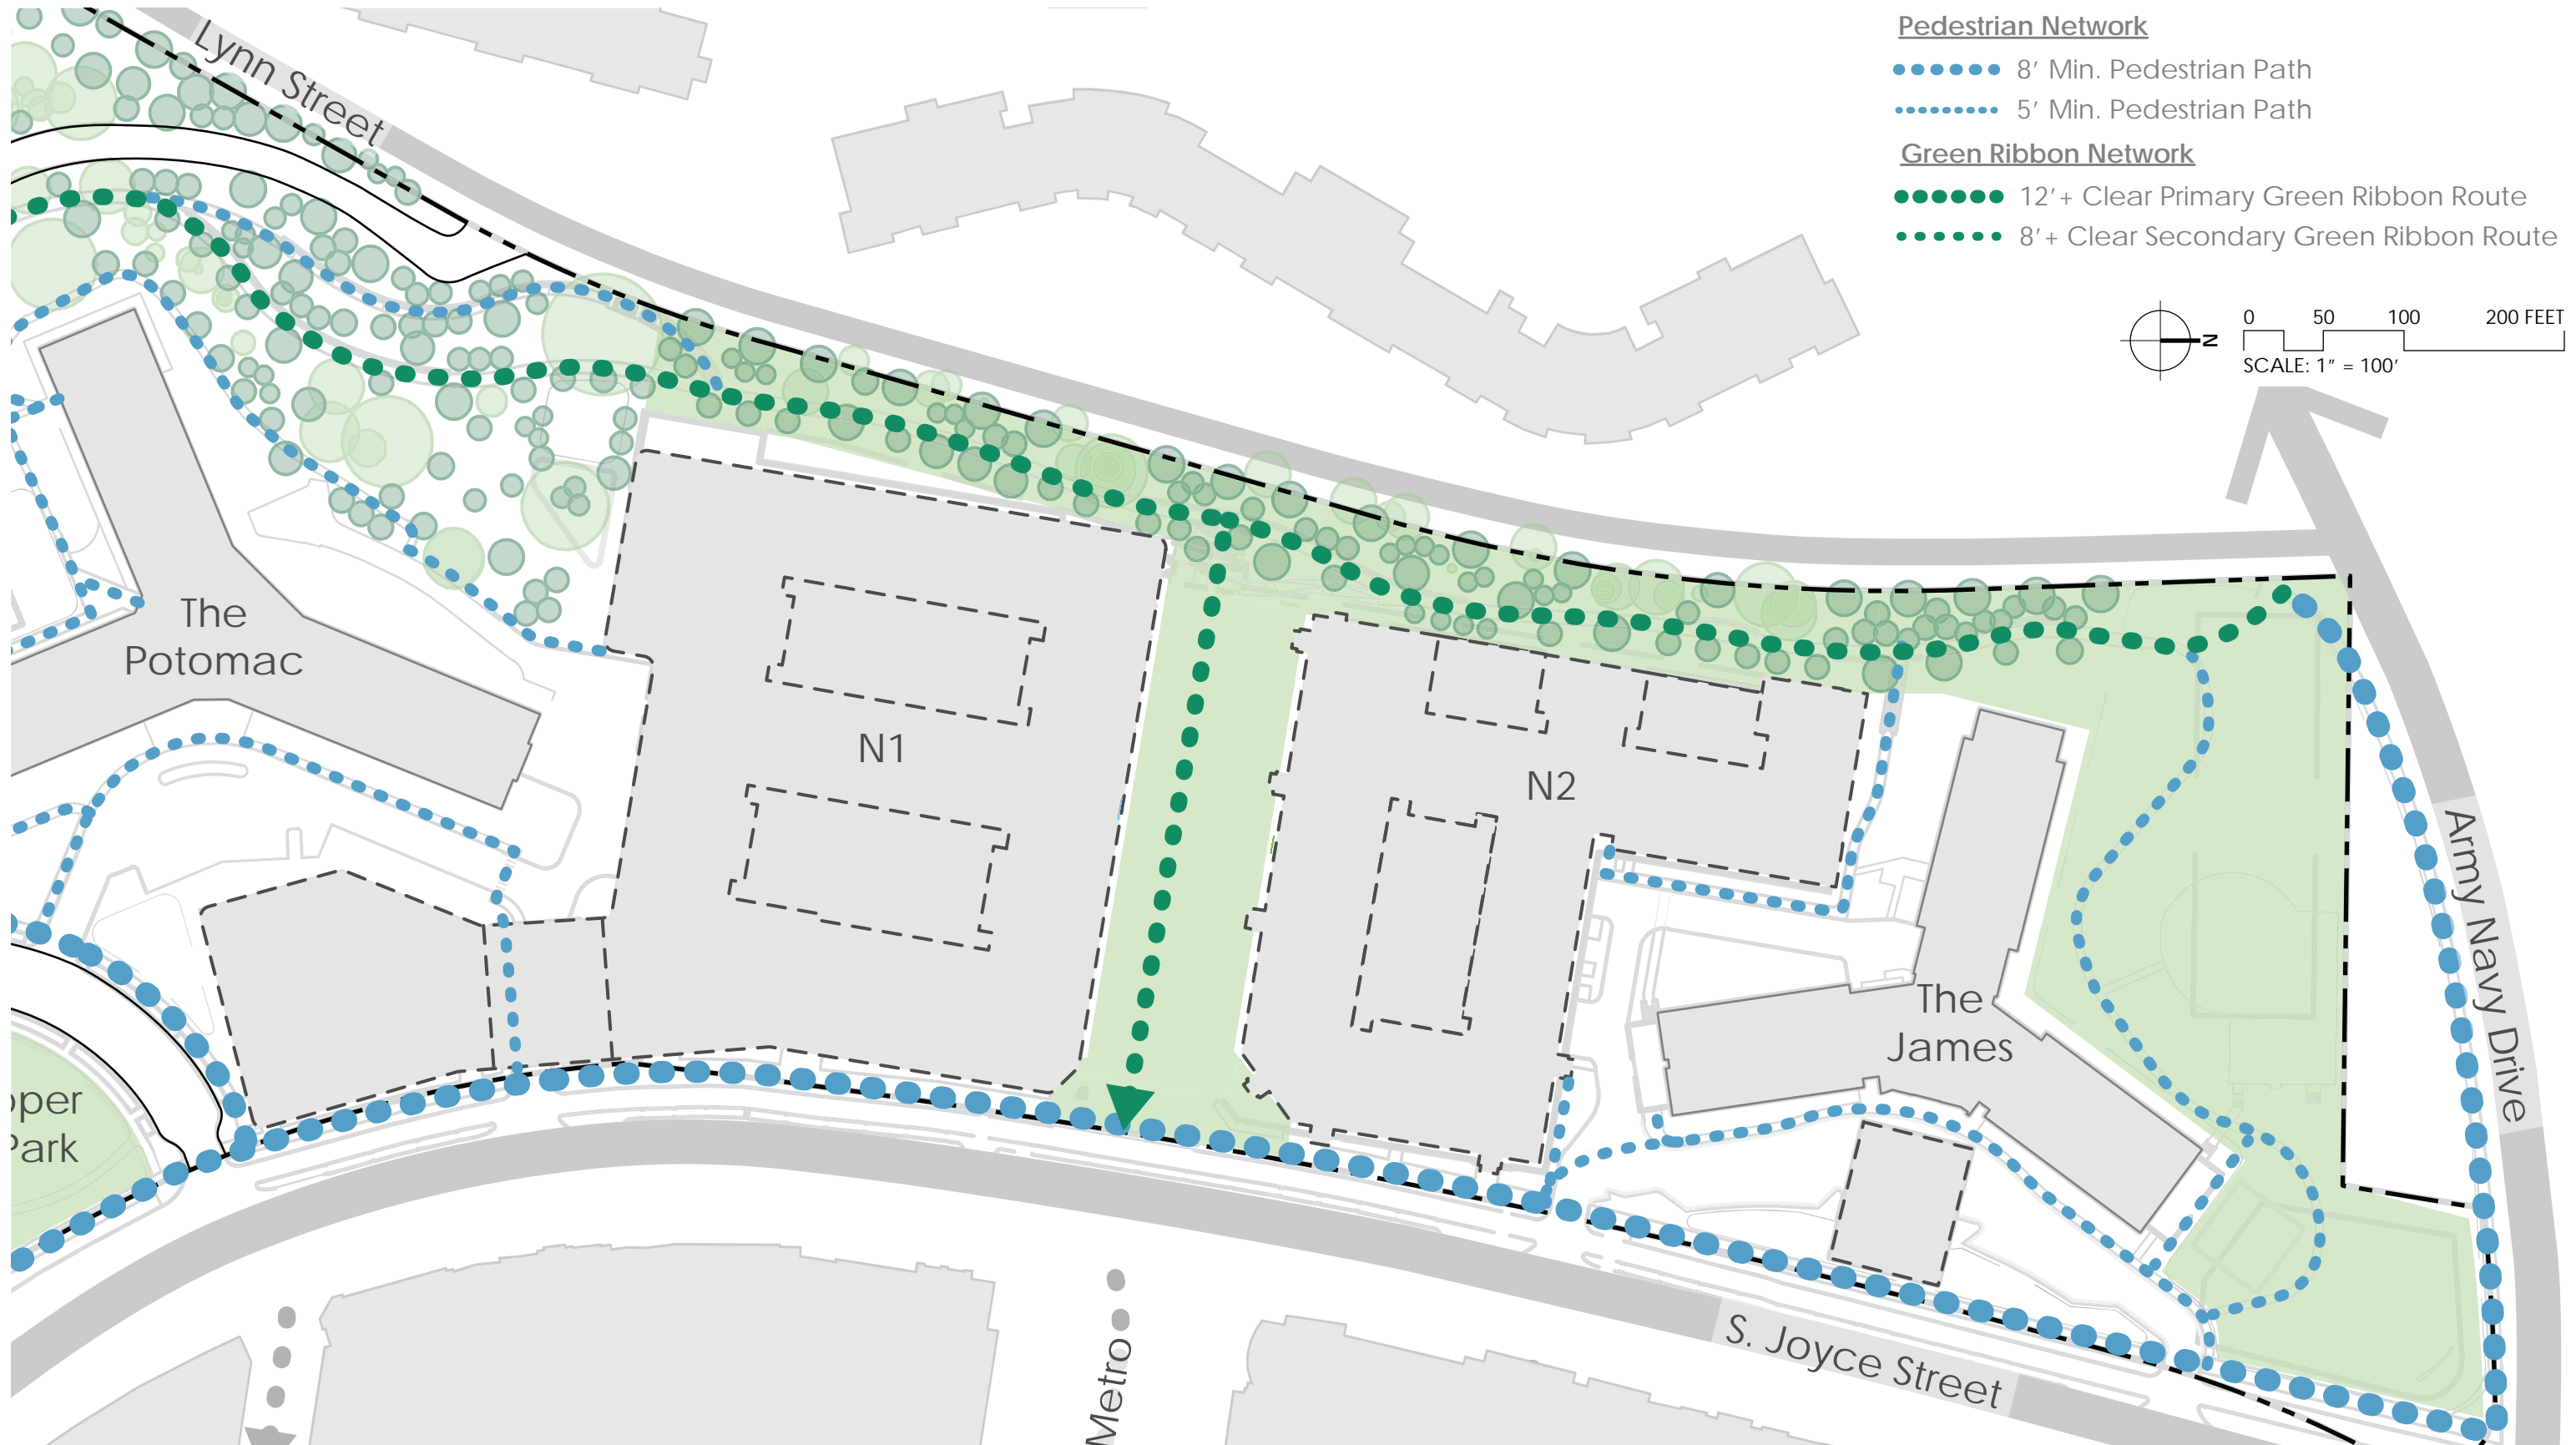 Pedestrian Network
8' Min. Pedestrian Path
5' Min. Pedestrian Path
Green Ribbon Network
12'+ Clear Primary Green Ribbon Route
8'+ Clear Secondary Green Ribbon Route
0 50 100 200 FEET
SCALE: 1" = 100'
N
Lynn Street
The
Potomac
N1
N2
The
James
Army Navy Drive
pper
Park
S. Joyce Street
Metro